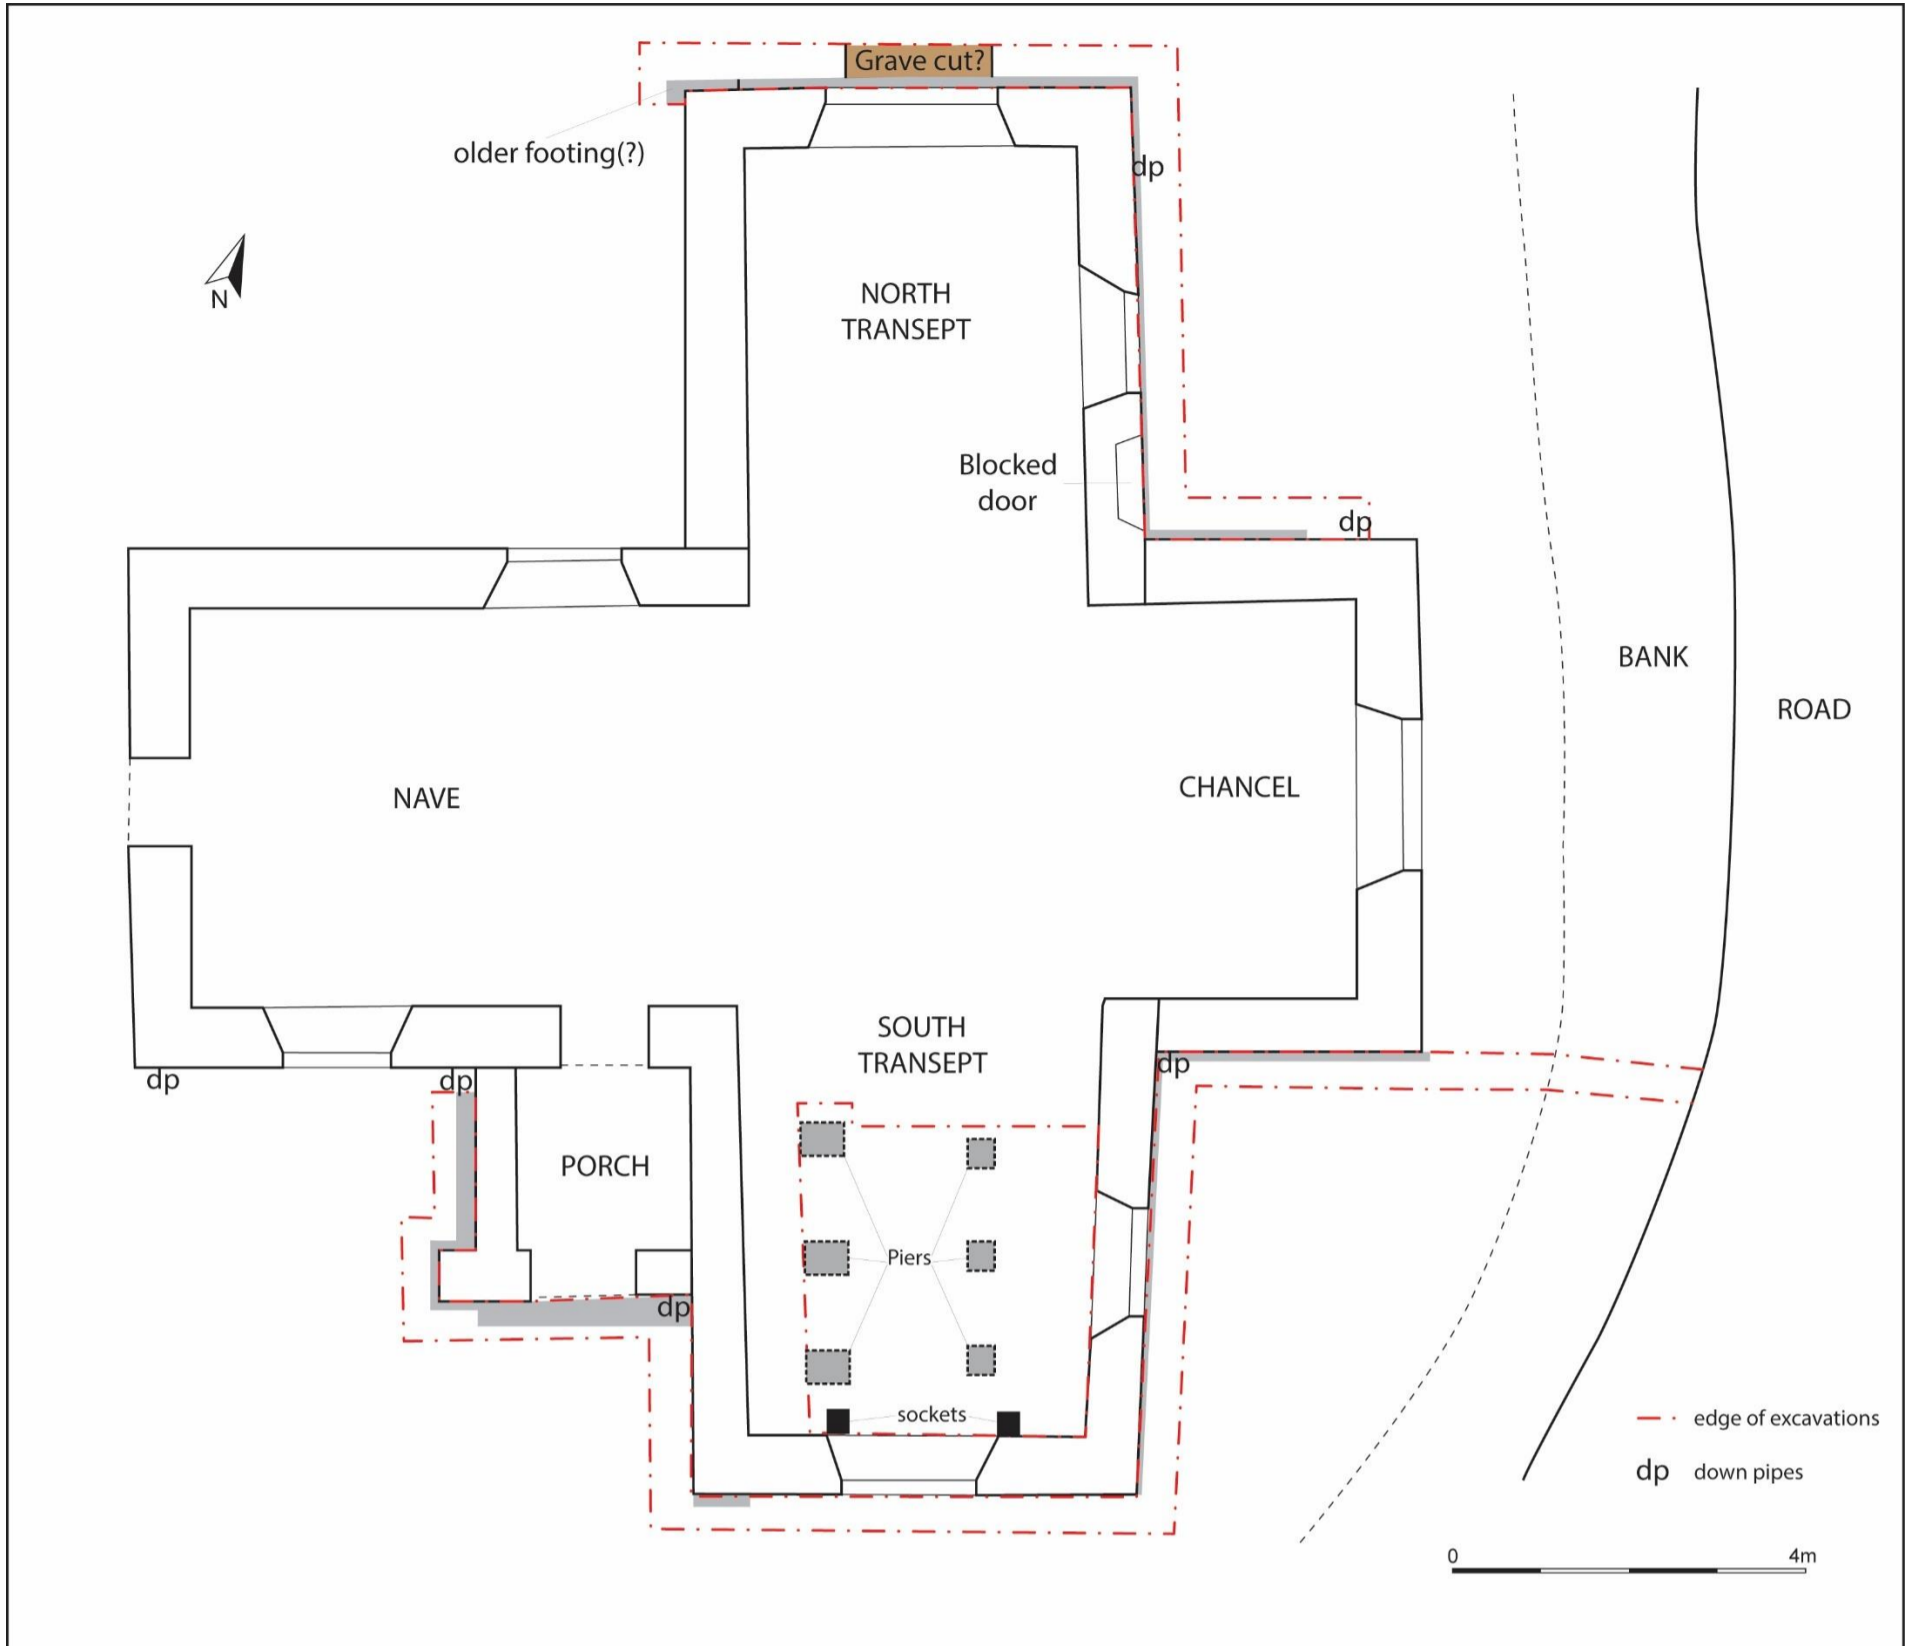 Grave cut?
older footing(?)
dp
N
NORTH
TRANSEPT
Blocked
door
dp
BANK
ROAD
NAVE
CHANCEL
SOUTH
TRANSEPT
dp
dp
dp
PORCH
Piers
dp
sockets
edge of excavations
dp down pipes
0 4m